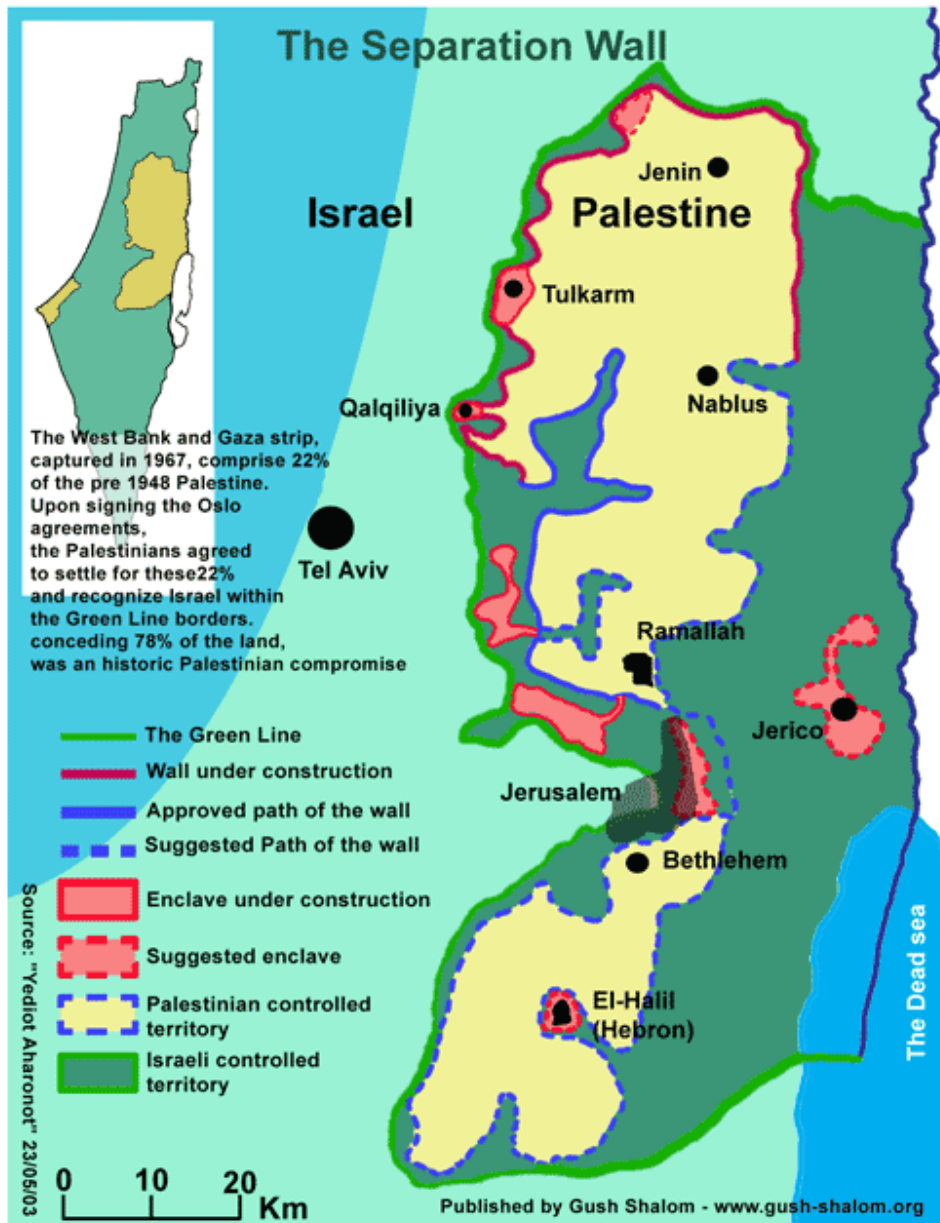 The Separation Wall
Israel
Palestine
Jenin
Tulkarm
Qalqiliya
Nablus
The West Bank and Gaza strip,
captured in 1967, comprise 22%
of the pre 1948 Palestine.
Upon signing the Oslo
agreements,
the Palestinians agreed
to settle for these22%
and recognize Israel within
the Green Line borders.
conceding 78% of the land,
was an historic Palestinian compromise
Tel Aviv
Ramallah
Jerico
Jerusalem
Bethlehem
El-Halil
(Hebron)
The Dead sea
The Green Line
Wall under construction
Approved path of the wall
Suggested Path of the wall
Enclave under construction
Suggested enclave
Palestinian controlled
territory
Israeli controlled
territory
Source: "Yediot Aharonot" 23/05/03
0 10 20
Km
Published by Gush Shalom - www.gush-shalom.org